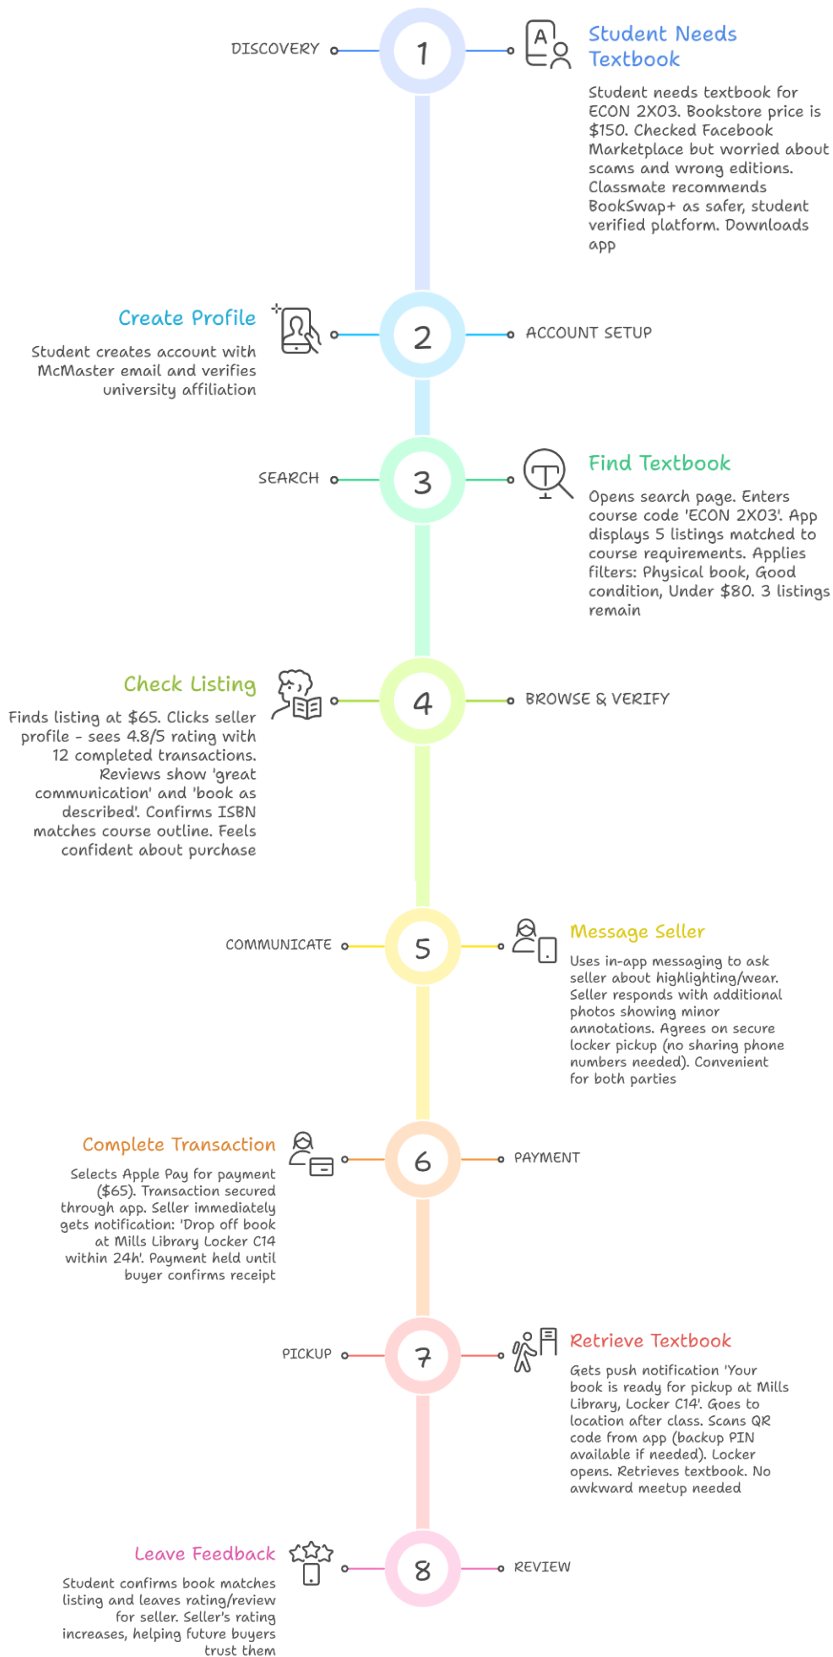 DISCOVERY
1
A
Student Needs
Textbook
Student needs textbook for
ECON 2X03. Bookstore price is
$150. Checked Facebook
Marketplace but worried about
scams and wrong editions.
Classmate recommends
BookSwap+ as safer, student
verified platform. Downloads
app
Create Profile
Student creates account with
McMaster email and verifies
university affiliation
2
ACCOUNT SETUP
SEARCH
3
T
Find Textbook
Opens search page. Enters
course code 'ECON 2X03'. App
displays 5 listings matched to
course requirements. Applies
filters: Physical book, Good
condition, Under $80. 3 listings
remain
Check Listing
Finds listing at $65. Clicks seller
profile - sees 4.8/5 rating with
12 completed transactions.
Reviews show 'great
communication' and 'book as
described'. Confirms ISBN
matches course outline. Feels
confident about purchase
4
BROWSE & VERIFY
COMMUNICATE
5
Message Seller
Uses in-app messaging to ask
seller about highlighting/wear.
Seller responds with additional
photos showing minor
annotations. Agrees on secure
locker pickup (no sharing phone
numbers needed). Convenient
for both parties
Complete Transaction
Selects Apple Pay for payment
($65). Transaction secured
through app. Seller immediately
gets notification: 'Drop off book
at Mills Library Locker C14
within 24h'. Payment held until
buyer confirms receipt
6
PAYMENT
PICKUP
7
Retrieve Textbook
Gets push notification 'Your
book is ready for pickup at Mills
Library, Locker C14'. Goes to
location after class. Scans QR
code from app (backup PIN
available if needed). Locker
opens. Retrieves textbook. No
awkward meetup needed
Leave Feedback
Student confirms book matches
listing and leaves rating/review
for seller. Seller's rating
increases, helping future buyers
trust them
8
REVIEW